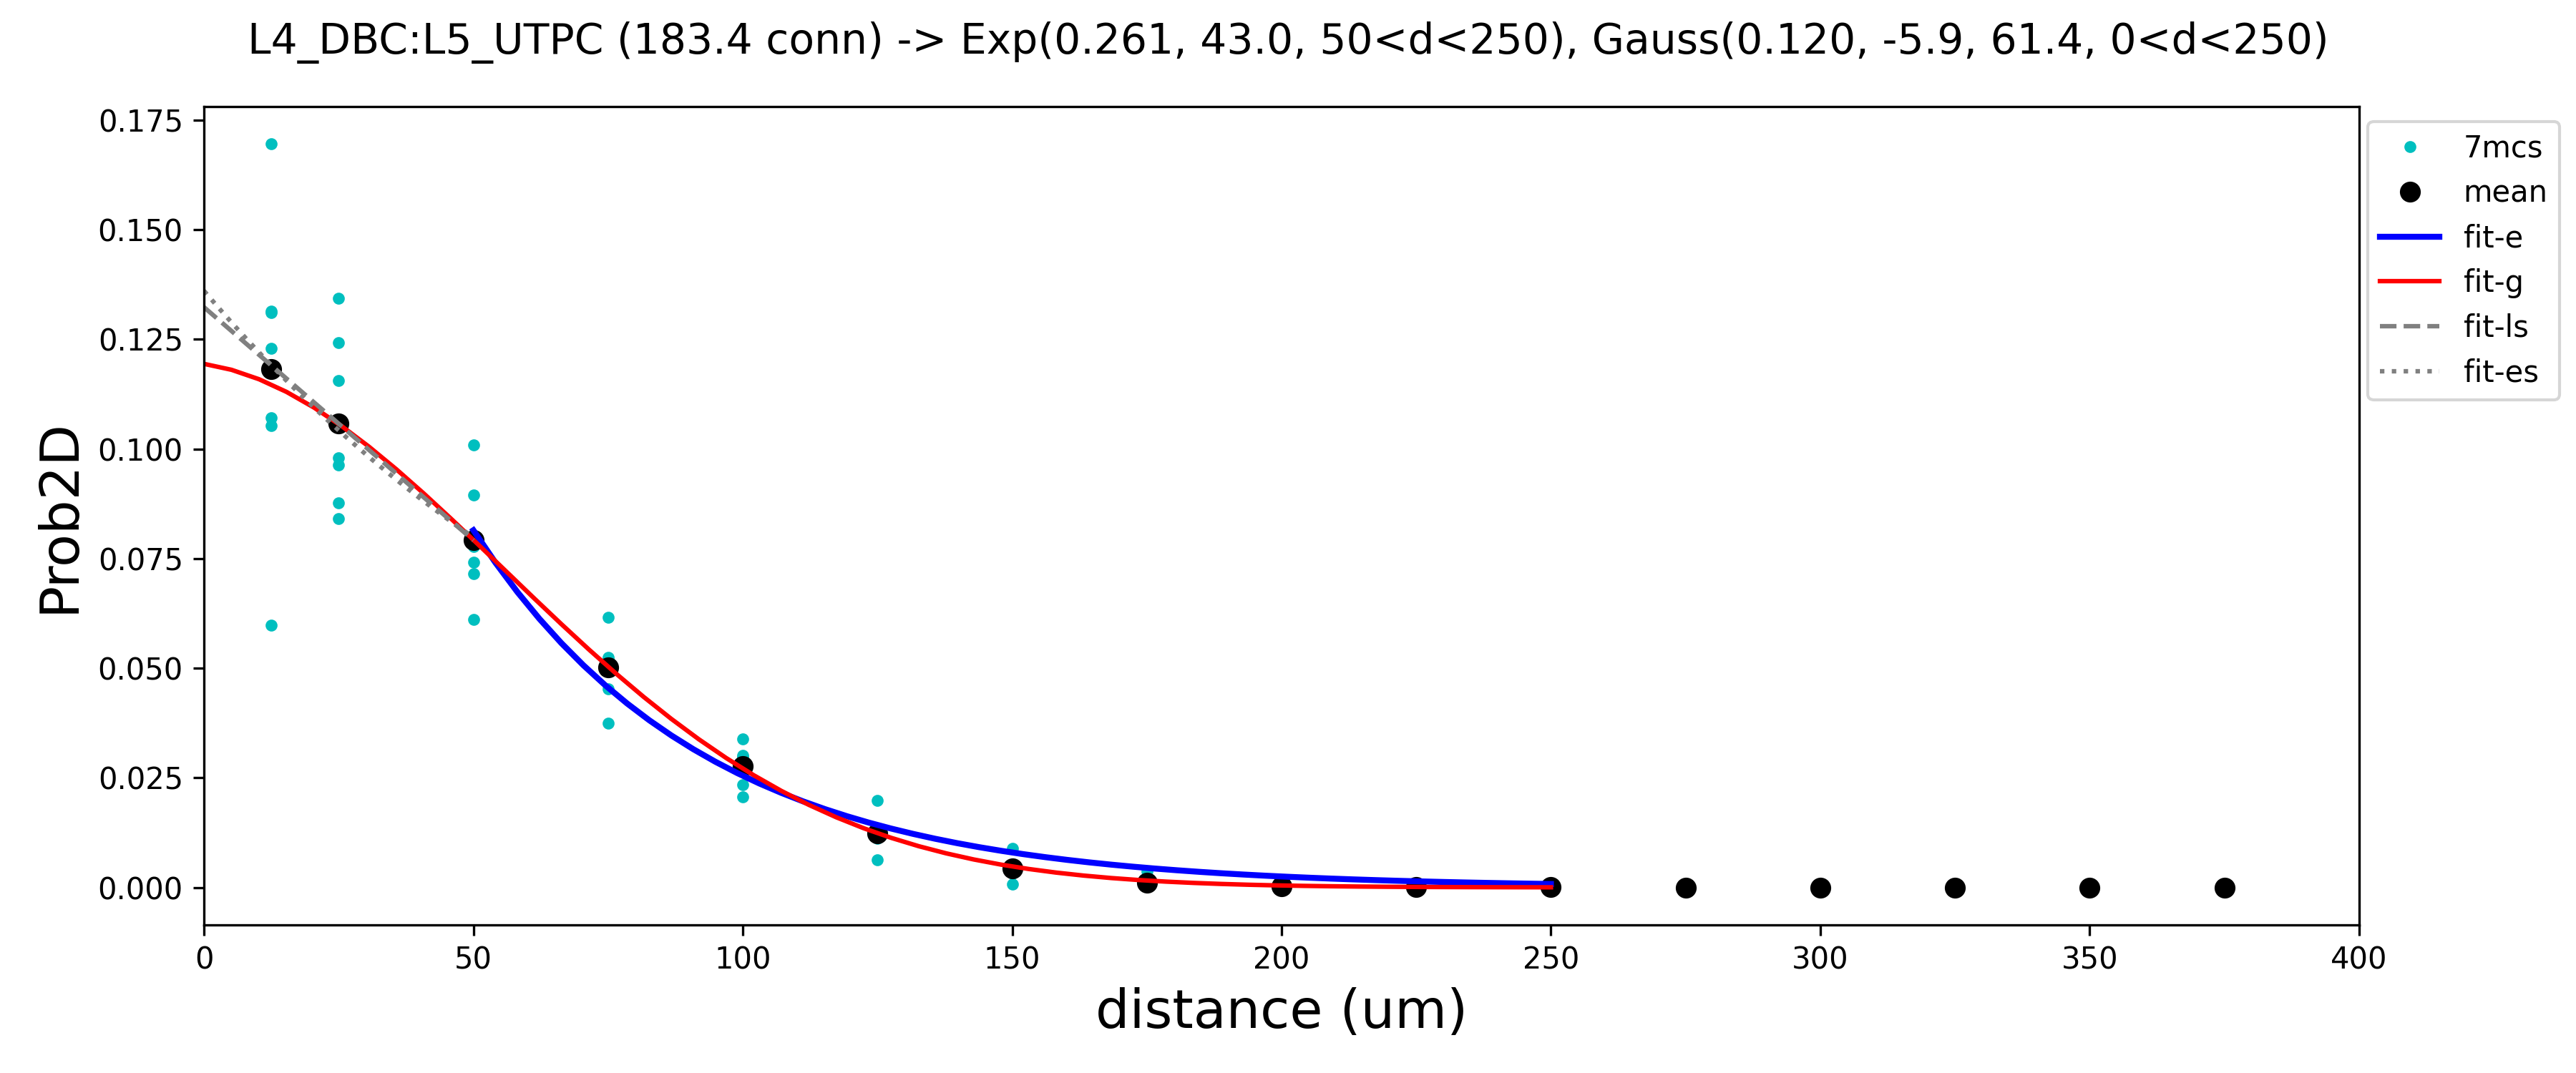 L4_DBC:L5_UTPC (183.4 conn) -> Exp(0.261, 43.0, 50<d<250), Gauss(0.120, -5.9, 61.4, 0<d<250)
0.175
0.150
0.125
0.100
0.075
0.050
0.025
0.000
Prob2D
0 50 100 150 200 250 300 350 400
distance (um)
7mcs
mean
fit-e
fit-g
fit-ls
fit-es